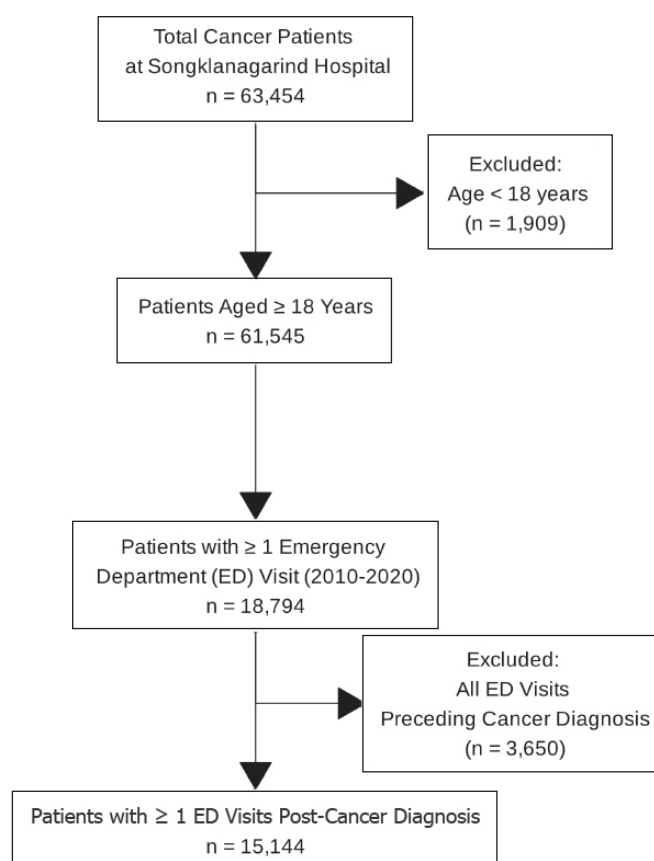 Total Cancer Patients
at Songklanagarind Hospital
n = 63,454
Excluded:
Age < 18 years
(n = 1,909)
Patients Aged ≥ 18 Years
n = 61,545
Patients with ≥ 1 Emergency
Department (ED) Visit (2010-2020)
n = 18,794
Excluded:
All ED Visits
Preceding Cancer Diagnosis
(n = 3,650)
Patients with ≥ 1 ED Visits Post-Cancer Diagnosis
n = 15,144